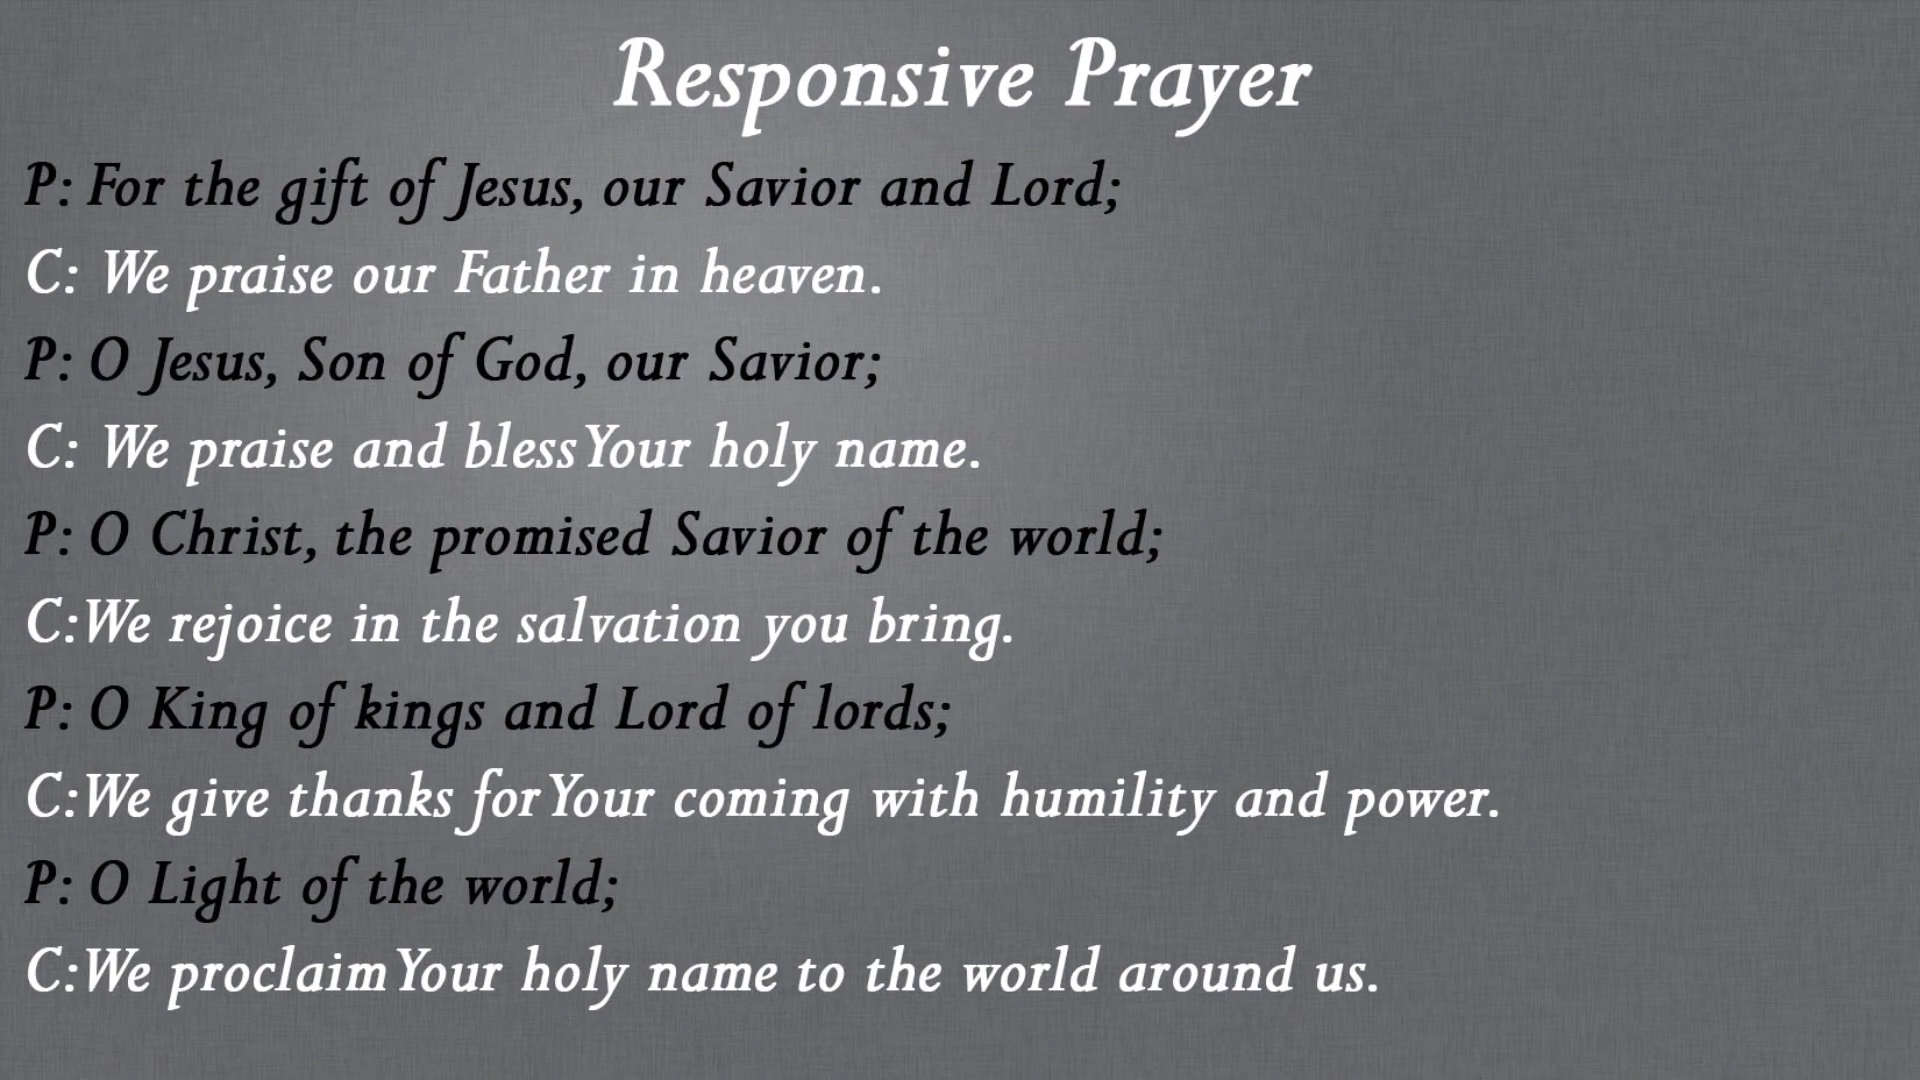 Responsive Prayer
P: For the gift of Jesus, our Savior and Lord;
C: We praise our Father in heaven.
P: O Jesus, Son of God, our Savior;
C: We praise and bless Your holy name.
P: O Christ, the promised Savior of the world;
C: We rejoice in the salvation you bring.
P: O King of kings and Lord of lords;
C: We give thanks for Your coming with humility and power.
P: O Light of the world;
C: We proclaim Your holy name to the world around us.